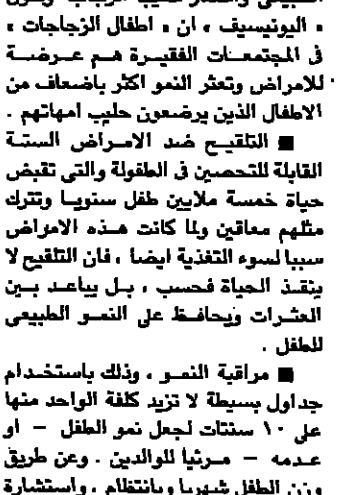 « اليونيسيف » ان « اطفال الزجاجات »
فى المجتمعات الفقيرة هم عرضة
للامراض وتعثر النمو اكثر باضعاف من
الاطفال الذين يرضعون حليب امهاتهم .
■ التلقيح ضد الامراض الستة
القابلة للتحصين فى الطفولة والتى تقبض
حياة خمسة ملايين طفل سنويا وتترك
مثلهم معاقين ولما كانت هذه الامراض
سببا لسوء التغذية ايضا ، فان التلقيح لا
ينقذ الحياة فحسب ، بل يباعد بين
العثرات ويحافظ على النمو الطبيعى
للطفل .
■ مراقبة النمو ، وذلك باستخدام
جداول بسيطة لا تزيد كلفة الواحد منها
على ١٠ سنتات لجعل نمو الطفل – او
عدمه – مرئيا للوالدين . وعن طريق
وزن الطفل شهريا وبانتظام ، واستشارة